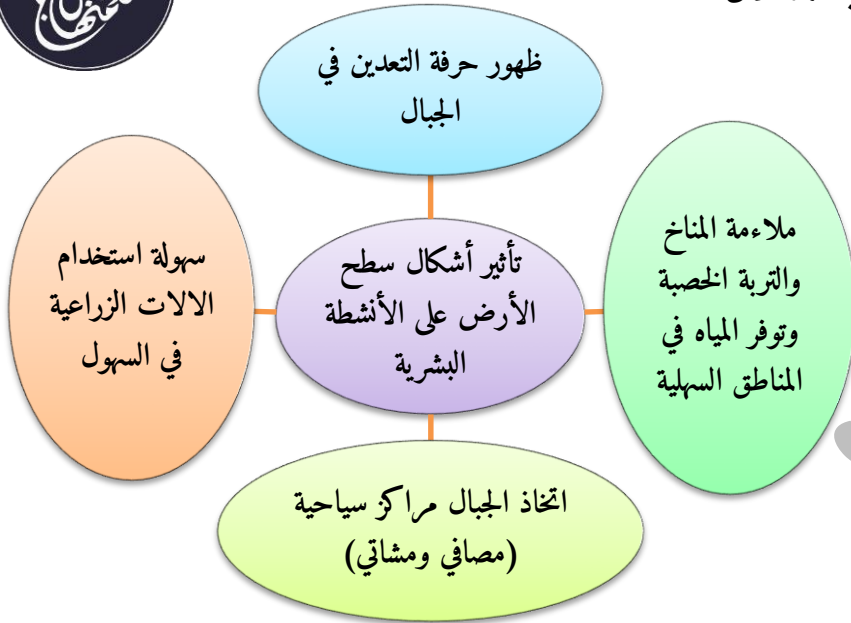 ظهور حرفة التعدين في
الجبال
ملاءمة المناخ
والتربة الخصبة
وتوفر المياه في
المناطق السهلية
تأثير أشكال سطح
الأرض على الأنشطة
البشرية
سهولة استخدام
الالات الزراعية
في السهول
اتخاذ الجبال مراكز سياحية
(مصافي ومشاتي)